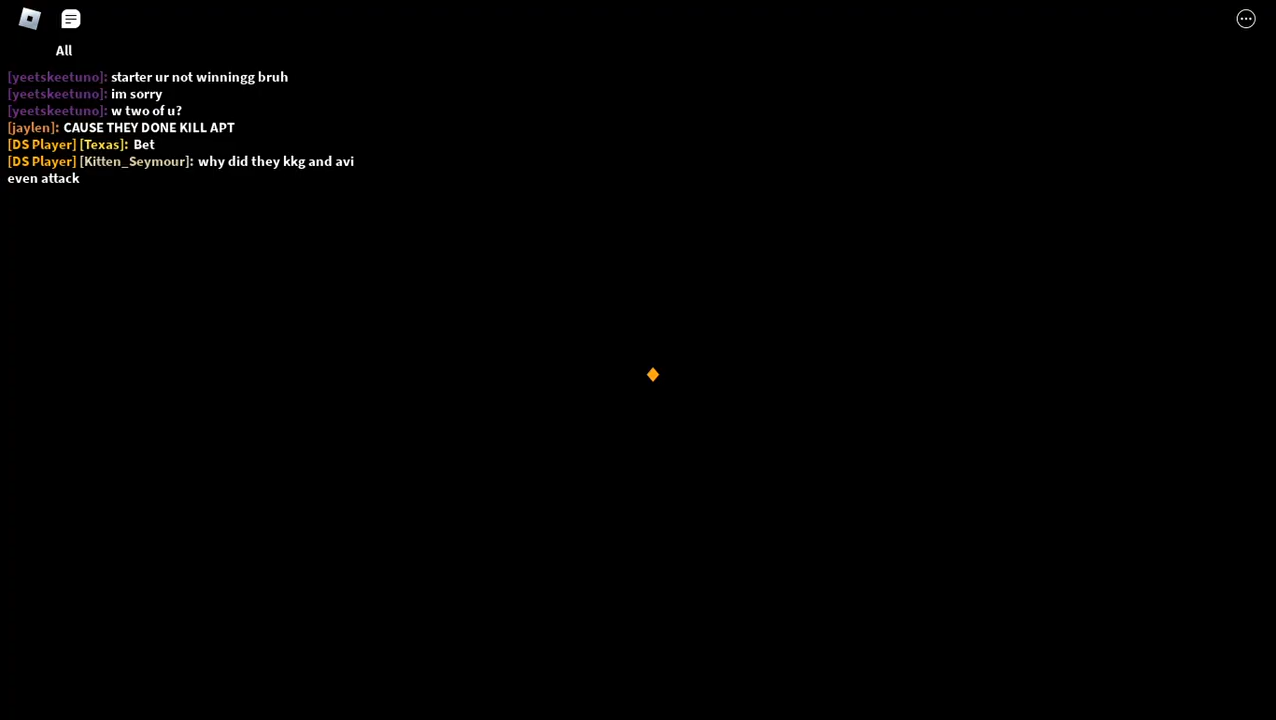 All
[yeetskeetuno]: starter ur not winningg bruh
[yeetskeetuno]: im sorry
[yeetskeetuno]: w two of u?
[jaylen]: CAUSE THEY DONE KILL APT
[DS Player] [Texas]: Bet
[DS Player] [Kitten_Seymour]: why did they kkg and avi
even attack